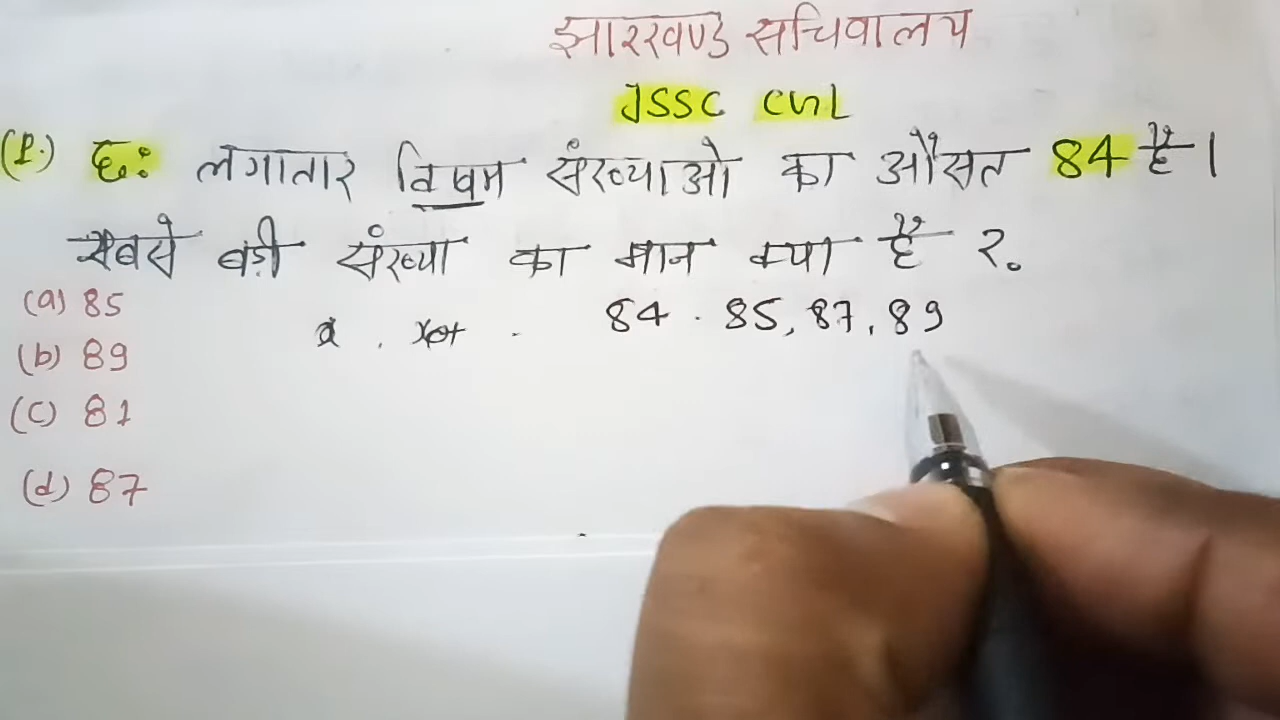 झारखण्ड सचिवालय
JSSC CGL
(1.) छ: लगातार विषम संख्याओ का औसत 84 है।
सबसे बड़ी संख्या का मान क्या है ?.
(a) 85
84 . 85, 87, 89
x , 
(b) 89
(c) 81
(d) 87